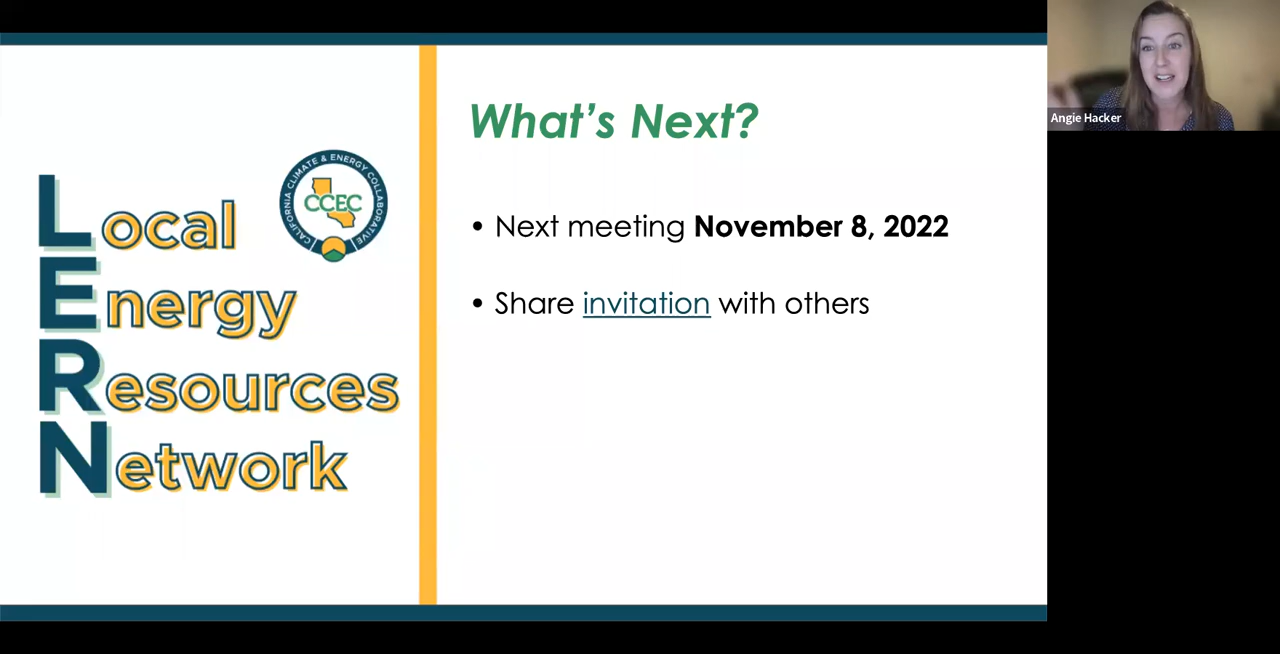 Local
Energy
Resources
Network
CALIFORNIA CLIMATE & ENERGY COLLABORATIVE
CCEC
What's Next?
• Next meeting November 8, 2022
• Share invitation with others
Angie Hacker